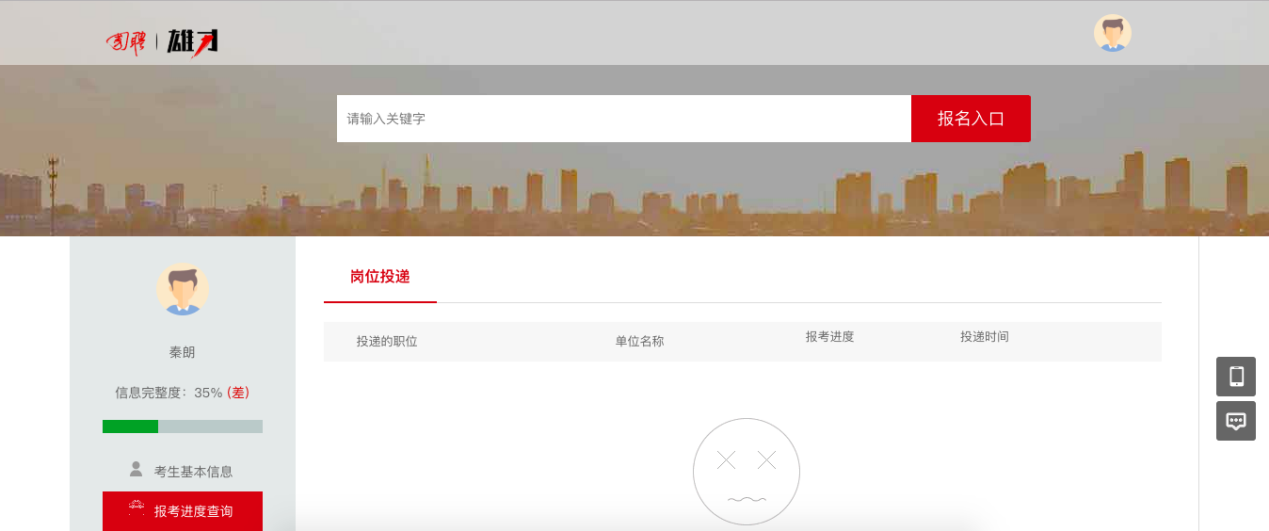 国聘 | 雄才
请输入关键字
报名入口
秦朗
信息完整度：35% (差)
考生基本信息
报考进度查询
岗位投递
投递的职位 单位名称 报考进度 投递时间